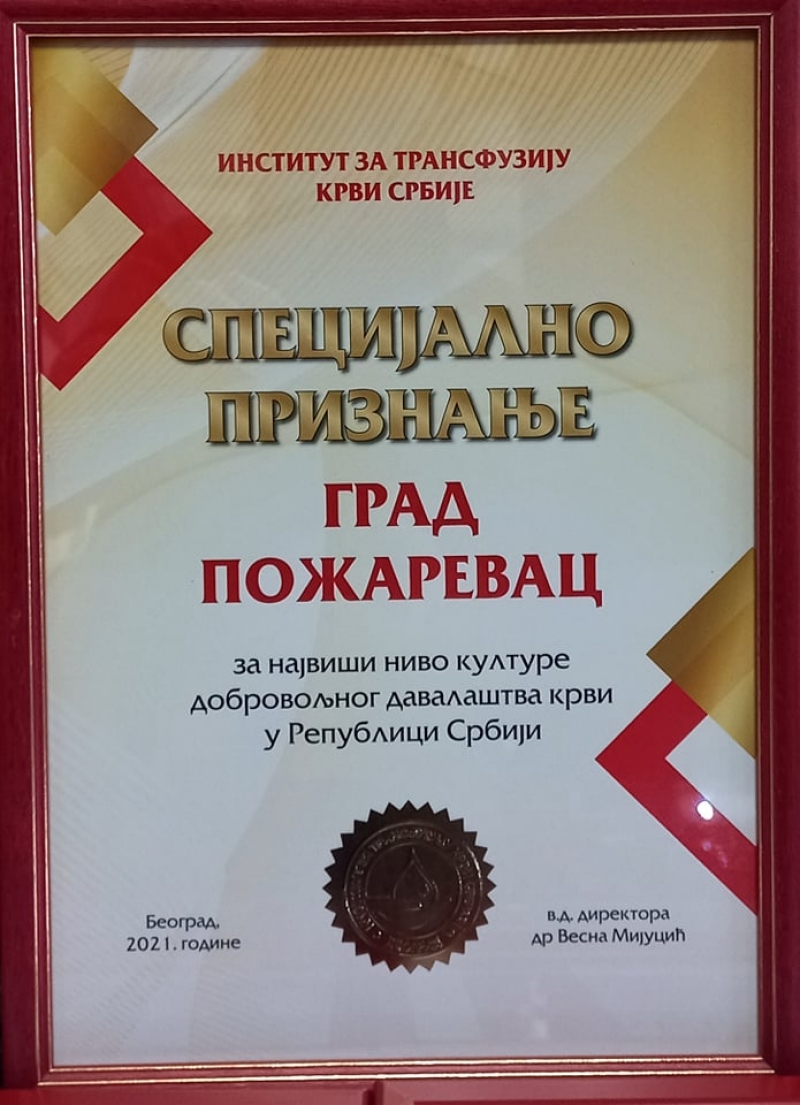 ИНСТИТУТ ЗА ТРАНСФУЗИЈУ
КРВИ СРБИЈЕ
СПЕЦИЈАЛНО
ПРИЗНАЊЕ
ГРАД
ПОЖАРЕВАЦ
за највиши ниво културе
добровољног давалаштва крви
у Републици Србији
Београд,
2021. године
в.д. директора
др Весна Мијуцић